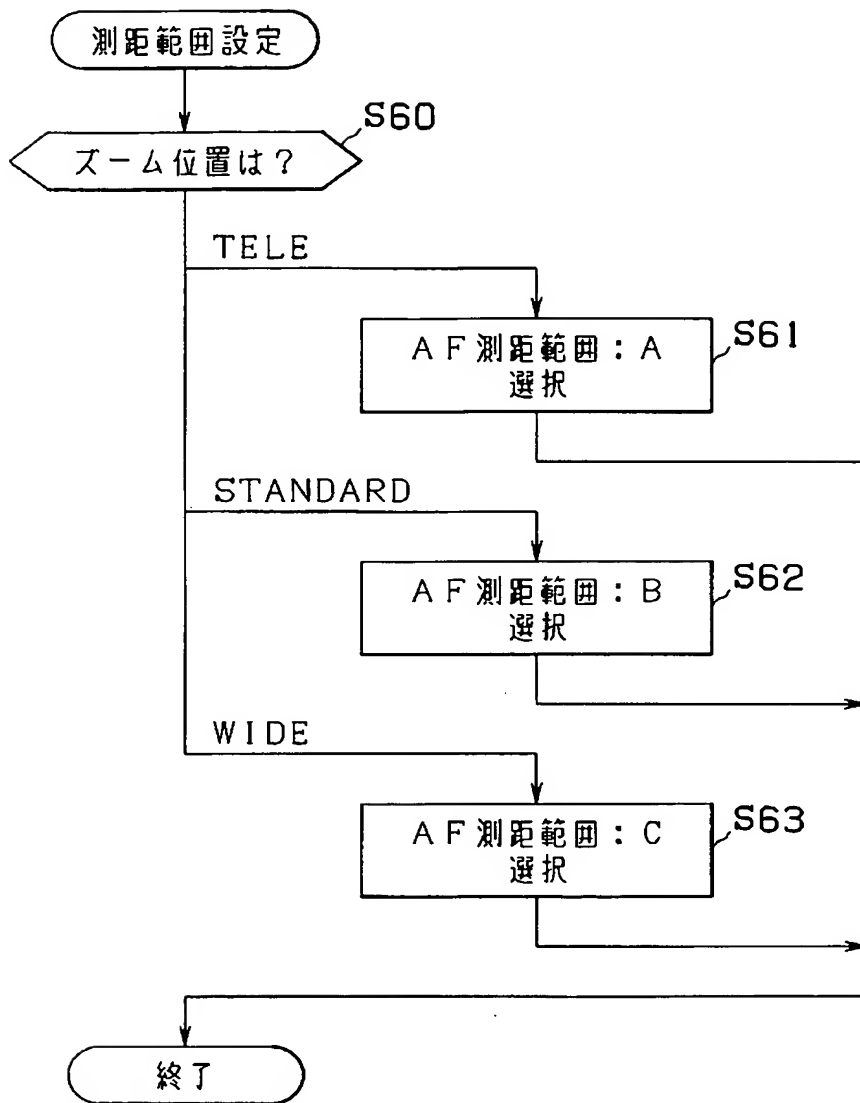 測距範囲設定
S60
ズーム位置は?
TELE
AF測距範囲:A
選択
S61
STANDARD
AF測距範囲:B
選択
S62
WIDE
AF測距範囲:C
選択
S63
終了